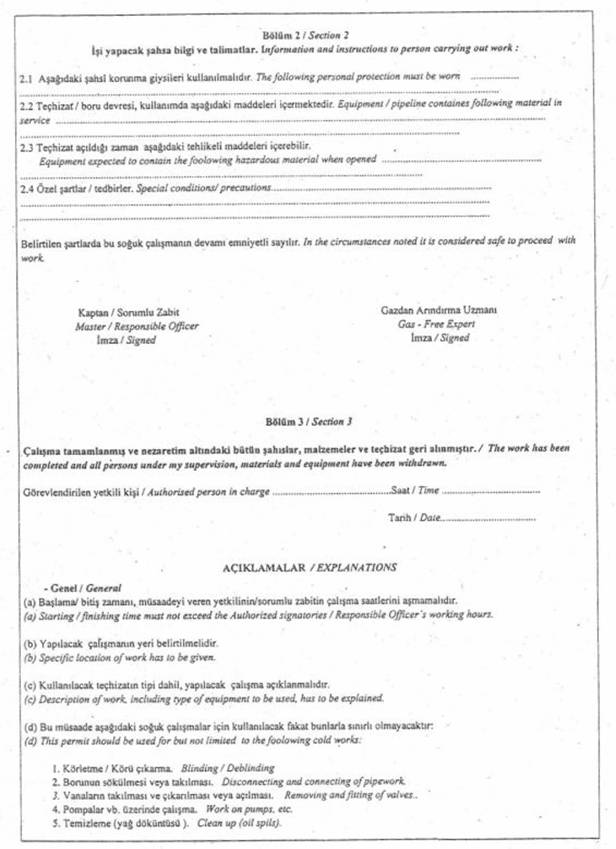 Bölüm 2 / Section 2
İşi yapacak şahsa bilgi ve talimatlar. Information and instructions to person carrying out work :
2.1 Aşağıdaki şahsi korunma giysileri kullanılmalıdır. The following personal protection must be worn ..................
..................................................................................................................
2.2 Teçhizat / boru devresi, kullanımda aşağıdaki maddeleri içermektedir. Equipment / pipeline containes following material in
service ..................................................................................................................
..................................................................................................................
2.3 Teçhizat açıldığı zaman aşağıdaki tehlikeli maddeleri içerebilir.
Equipment expected to contain the foolowing hazardous material when opened ......................................
..................................................................................................................
2.4 Özel şartlar / tedbirler. Special conditions/ precautions.......................................................
..................................................................................................................
..................................................................................................................
Belirtilen şartlarda bu soğuk çalışmanın devamı emniyetli sayılır. In the circumstances noted it is considered safe to proceed with
work.
Kaptan / Sorumlu Zabit
Master / Responsible Officer
İmza / Signed
Gazdan Arındırma Uzmanı
Gas - Free Expert
İmza / Signed
Bölüm 3 / Section 3
Çalışma tamamlanmış ve nezaretim altındaki bütün şahıslar, malzemeler ve teçhizat geri alınmıştır. / The work has been
completed and all persons under my supervision, materials and equipment have been withdrawn.
Görevlendirilen yetkili kişi / Authorised person in charge ..................................Saat / Time ............................
Tarih / Date............................
AÇIKLAMALAR / EXPLANATIONS
- Genel / General
(a) Başlama/ bitiş zamanı, müsaadeyi veren yetkilinin/sorumlu zabitin çalışma saatlerini aşmamalıdır.
(a) Starting / finishing time must not exceed the Authorized signatories / Responsible Officer's working hours.
(b) Yapılacak çalışmanın yeri belirtilmelidir.
(b) Specific location of work has to be given.
(c) Kullanılacak teçhizatın tipi dahil, yapılacak çalışma açıklanmalıdır.
(c) Description of work, including type of equipment to be used, has to be explained.
(d) Bu müsaade aşağıdaki soğuk çalışmalar için kullanılacak fakat bunlarla sınırlı olmayacaktır:
(d) This permit should be used for but not limited to the foolowing cold works:
1. Körletme / Körü çıkarma. Blinding / Deblinding
2. Borunun sökülmesi veya takılması. Disconnecting and connecting of pipework.
3. Vanaların takılması ve çıkarılması veya açılması. Removing and fitting of valves..
4. Pompalar vb. üzerinde çalışma. Work on pumps, etc.
5. Temizleme (yağ döküntüsü ). Clean up (oil spils).